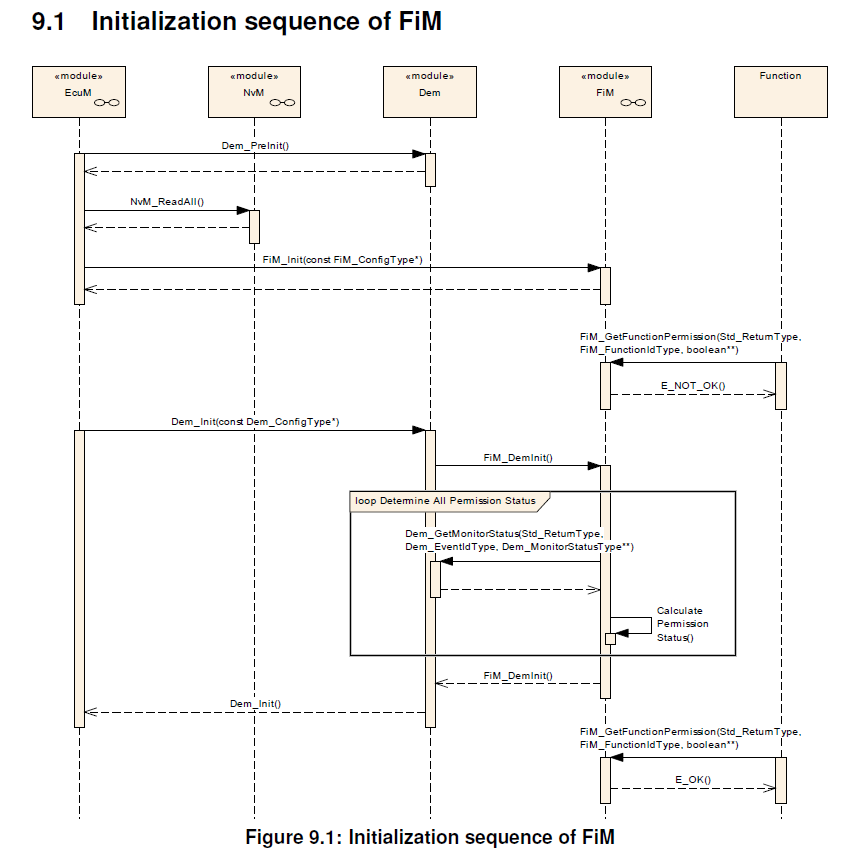 9.1 Initialization sequence of FiM
«module»
EcuM
«module»
NvM
«module»
Dem
«module»
FiM
Function
Dem_PreInit()
NvM_ReadAll()
FiM_Init(const FiM_ConfigType*)
FiM_GetFunctionPermission(Std_ReturnType,
FiM_FunctionIdType, boolean**)
E_NOT_OK()
Dem_Init(const Dem_ConfigType*)
FiM_DemInit()
loop Determine All Permission Status
Dem_GetMonitorStatus(Std_ReturnType,
Dem_EventIdType, Dem_MonitorStatusType**)
Calculate
Permission
Status()
FiM_DemInit()
Dem_Init()
FiM_GetFunctionPermission(Std_ReturnType,
FiM_FunctionIdType, boolean**)
E_OK()
Figure 9.1: Initialization sequence of FiM